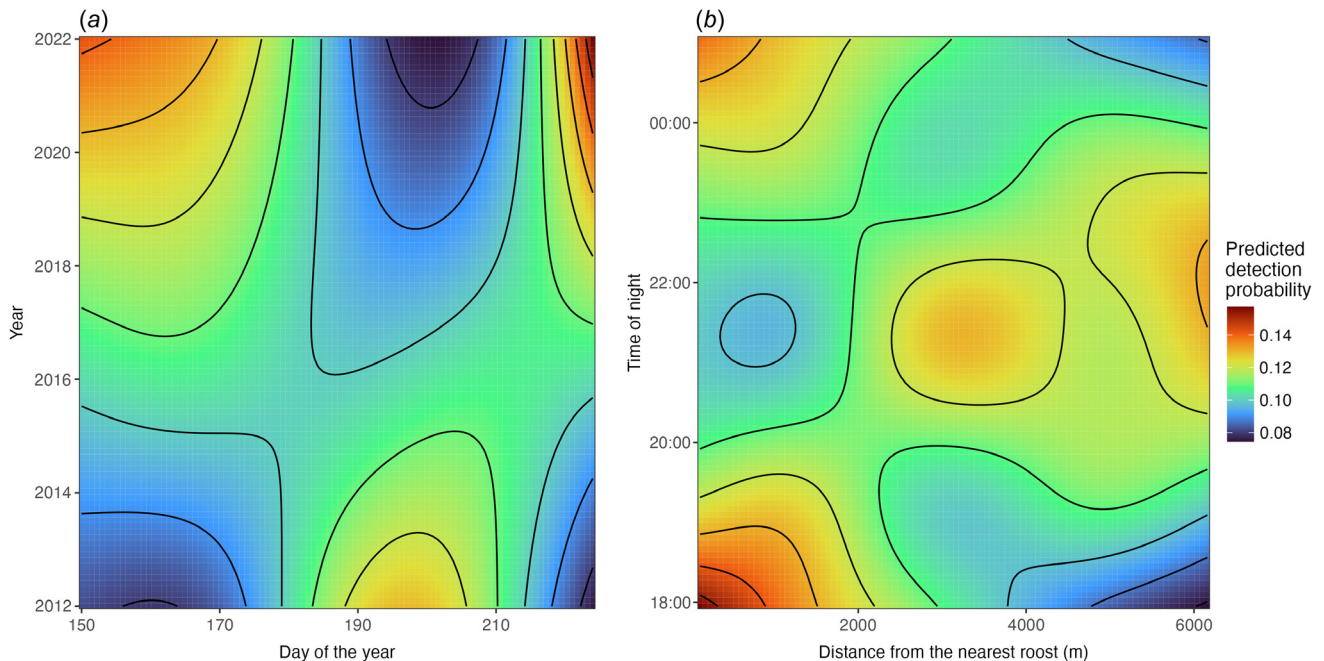 (a)
2022
2020
2018
2016
2014
2012
Year
150
170
190
210
Day of the year
(b)
00:00
22:00
20:00
18:00
Time of night
2000
4000
6000
Distance from the nearest roost (m)
Predicted
detection
probability
0.14
0.12
0.10
0.08